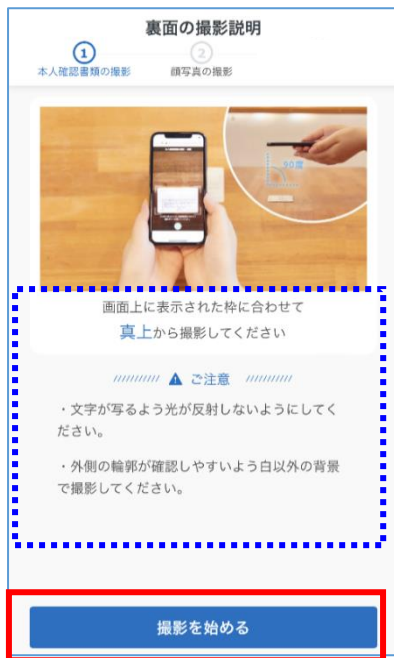 裏面の撮影説明
1
2
本人確認書類の撮影
顔写真の撮影
90度
画面上に表示された枠に合わせて
真上から撮影してください
ご注意
・文字が写るよう光が反射しないようにしてく
ださい。
・外側の輪郭が確認しやすいよう白以外の背景
で撮影してください。
撮影を始める